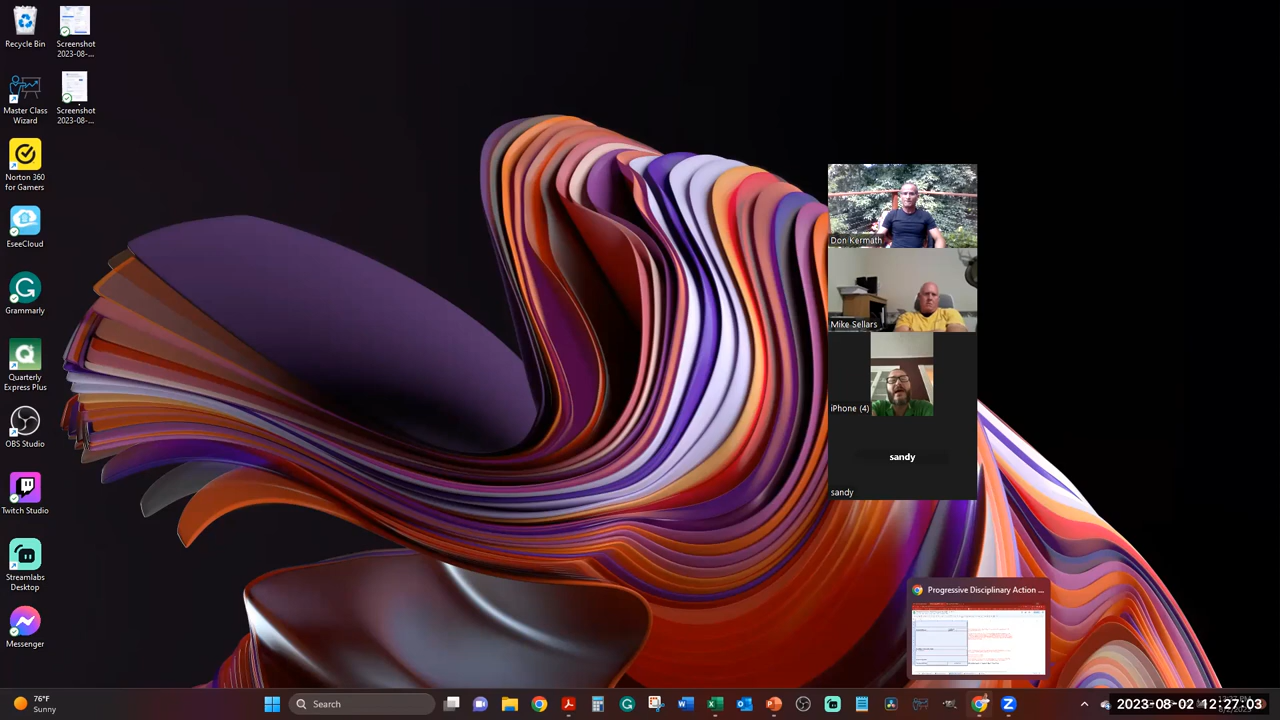 Recycle Bin
Screenshot
2023-08-...
Master Class
Wizard
Screenshot
2023-08-...
Norton 360
for Gamers
EseeCloud
Grammarly
Quarterly
Express Plus
OBS Studio
Twitch Studio
Streamlabs
Desktop
Messenger
Don Kermath
Mike Sellars
iPhone (4)
sandy
sandy
Progressive Disciplinary Action ...
76°F
Sunny
Search
2023-08-02 12:27:03